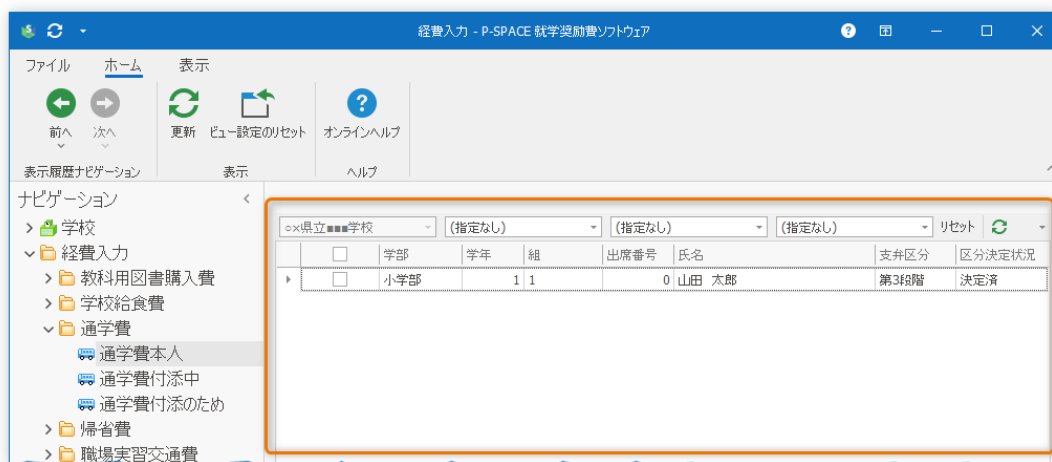 経費入力 - P-SPACE 就学奨励費ソフトウェア
ファイル ホーム 表示
前へ 次へ 更新 ビュー設定のリセット オンラインヘルプ
表示履歴ナビゲーション 表示 ヘルプ
ナビゲーション
学校
経費入力
教科用図書購入費
学校給食費
通学費
通学費本人
通学費付添中
通学費付添のため
帰省費
職場実習交通費
○×県立■■■学校 (指定なし) (指定なし) (指定なし) リセット
学部 学年 組 出席番号 氏名 支弁区分 区分決定状況
小学部 1 1 0 山田 太郎 第3段階 決定済